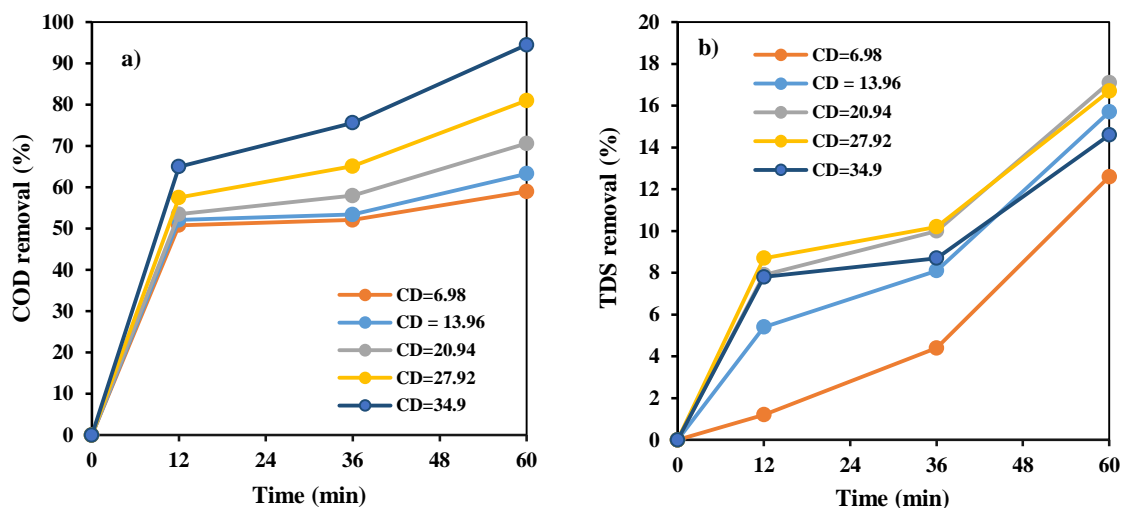 100
90
80
70
60
50
40
30
20
10
0
COD removal (%)
a)
CD=6.98
CD = 13.96
CD=20.94
CD=27.92
CD=34.9
0 12 24 36 48 60
Time (min)
20
18
16
14
12
10
8
6
4
2
0
TDS removal (%)
b)
CD=6.98
CD = 13.96
CD=20.94
CD=27.92
CD=34.9
0 12 24 36 48 60
Time (min)